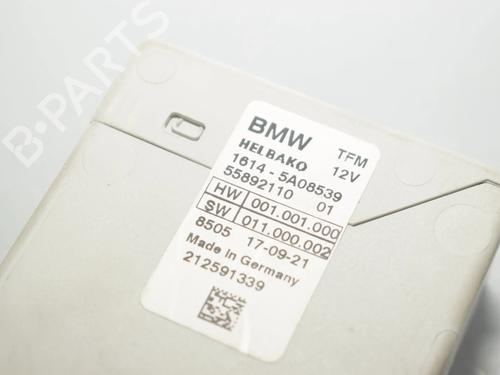 B-PARTS
BMW TFM
HELBAKO 12V
1614 - 5A08539
55892110 01
HW 001.001.000
SW 011.000.002
8505 17-09-21
Made in Germany
212591339